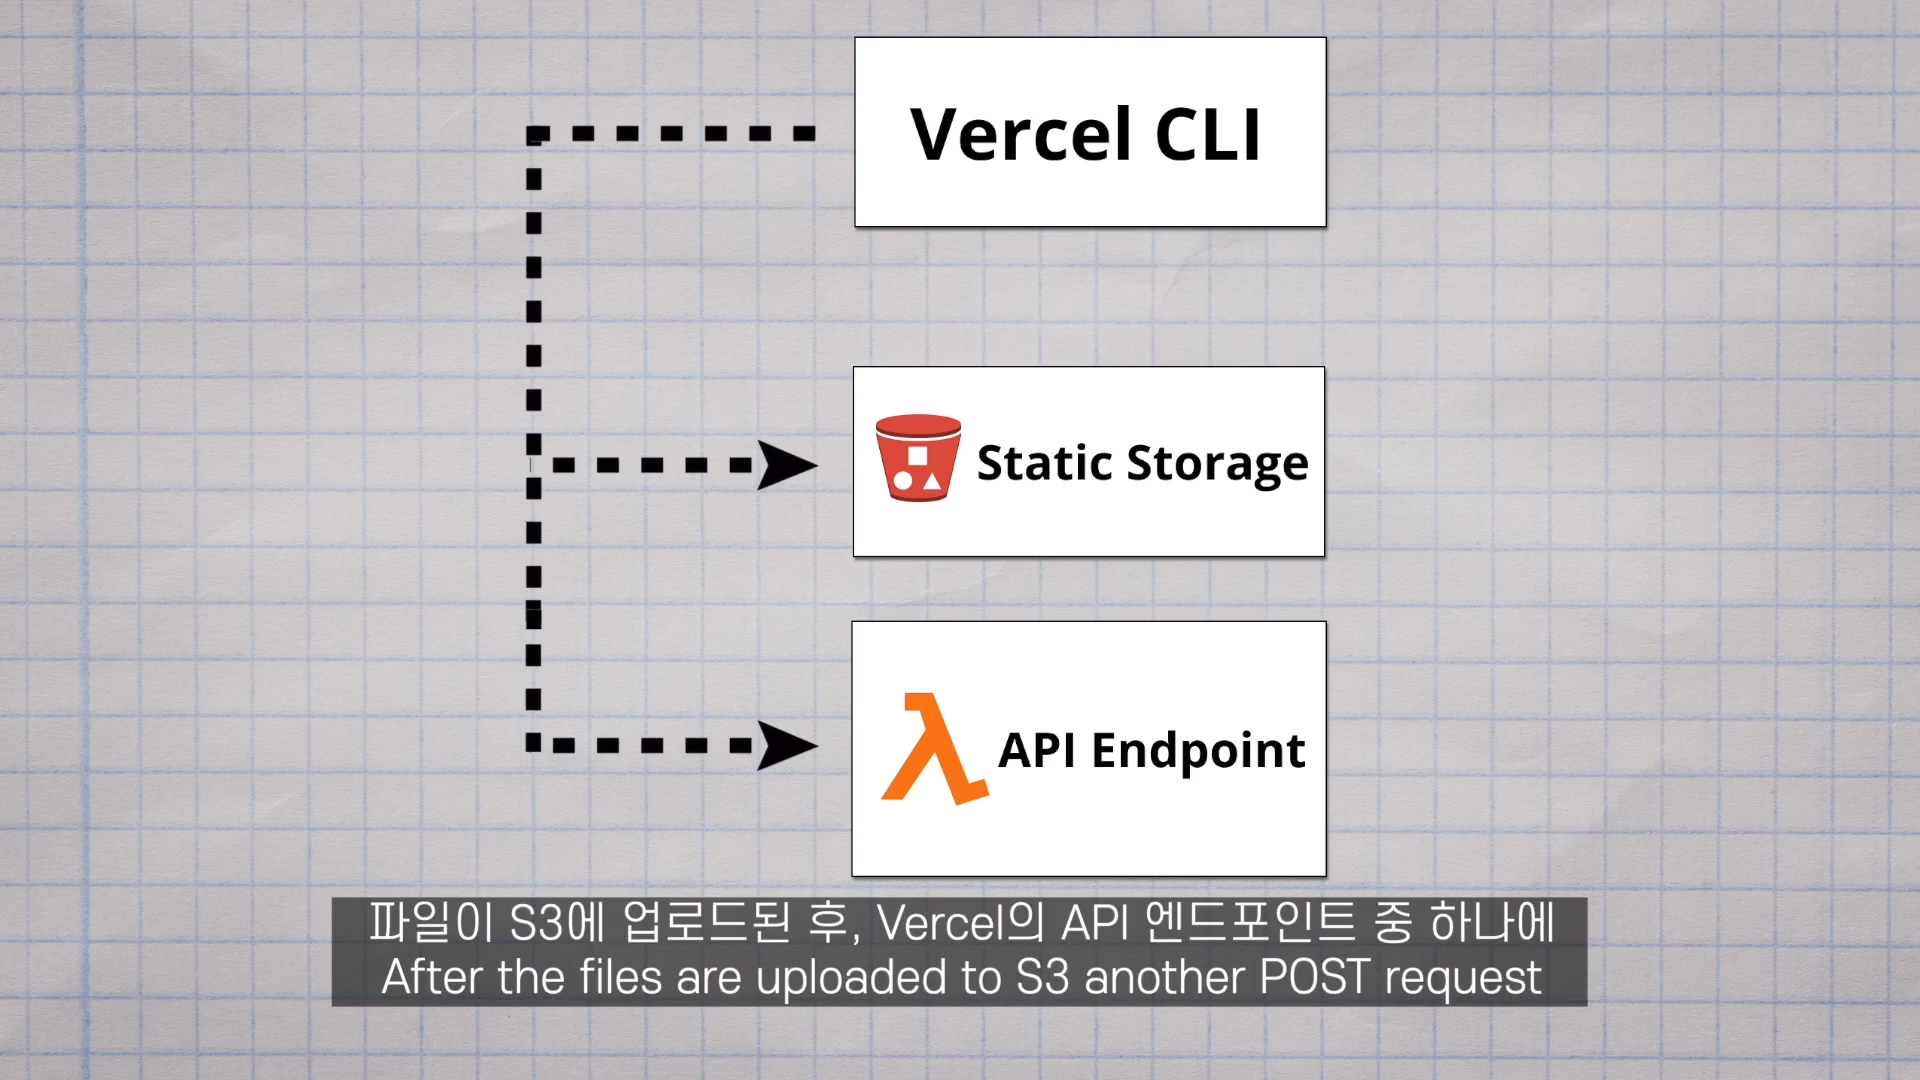 Vercel CLI
Static Storage
API Endpoint
파일이 S3에 업로드된 후, Vercel의 API 엔드포인트 중 하나에
After the files are uploaded to S3 another POST request